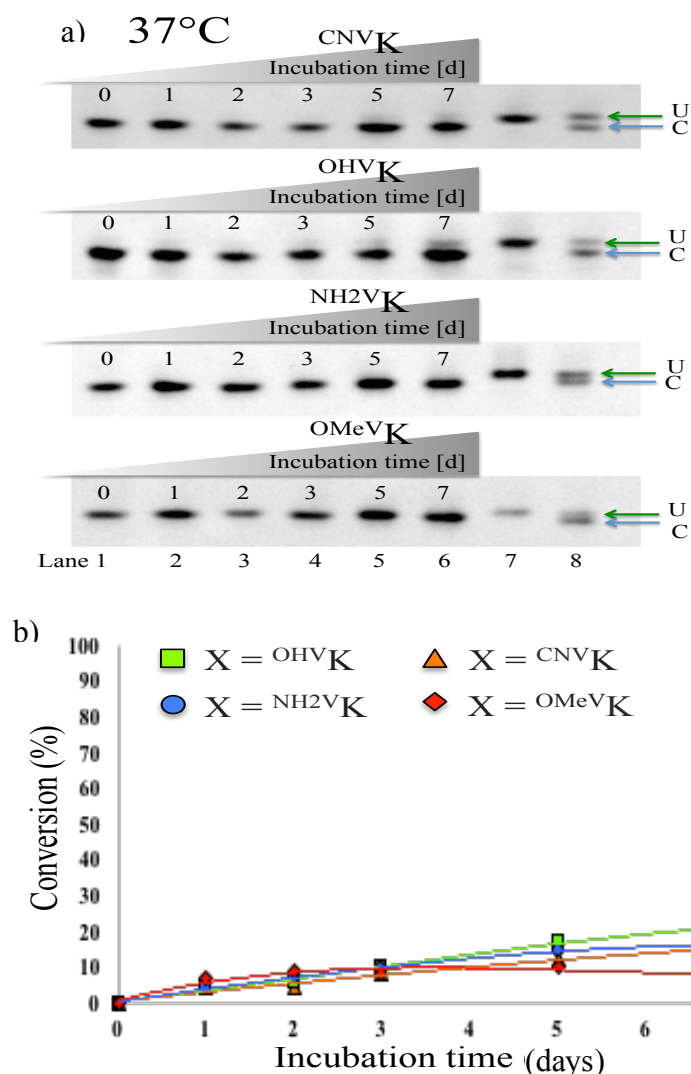 a) 37°C
CNVK
Incubation time [d]
0 1 2 3 5 7
U
C
OHVK
Incubation time [d]
0 1 2 3 5 7
U
C
NH2VK
Incubation time [d]
0 1 2 3 5 7
U
C
OMeVK
Incubation time [d]
0 1 2 3 5 7
U
C
Lane 1 2 3 4 5 6 7 8
b)
100
90
80
70
60
50
40
30
20
10
0
Conversion (%)
X = OHVK X = CNVK
X = NH2VK X = OMeVK
0 1 2 3 4 5 6
Incubation time (days)